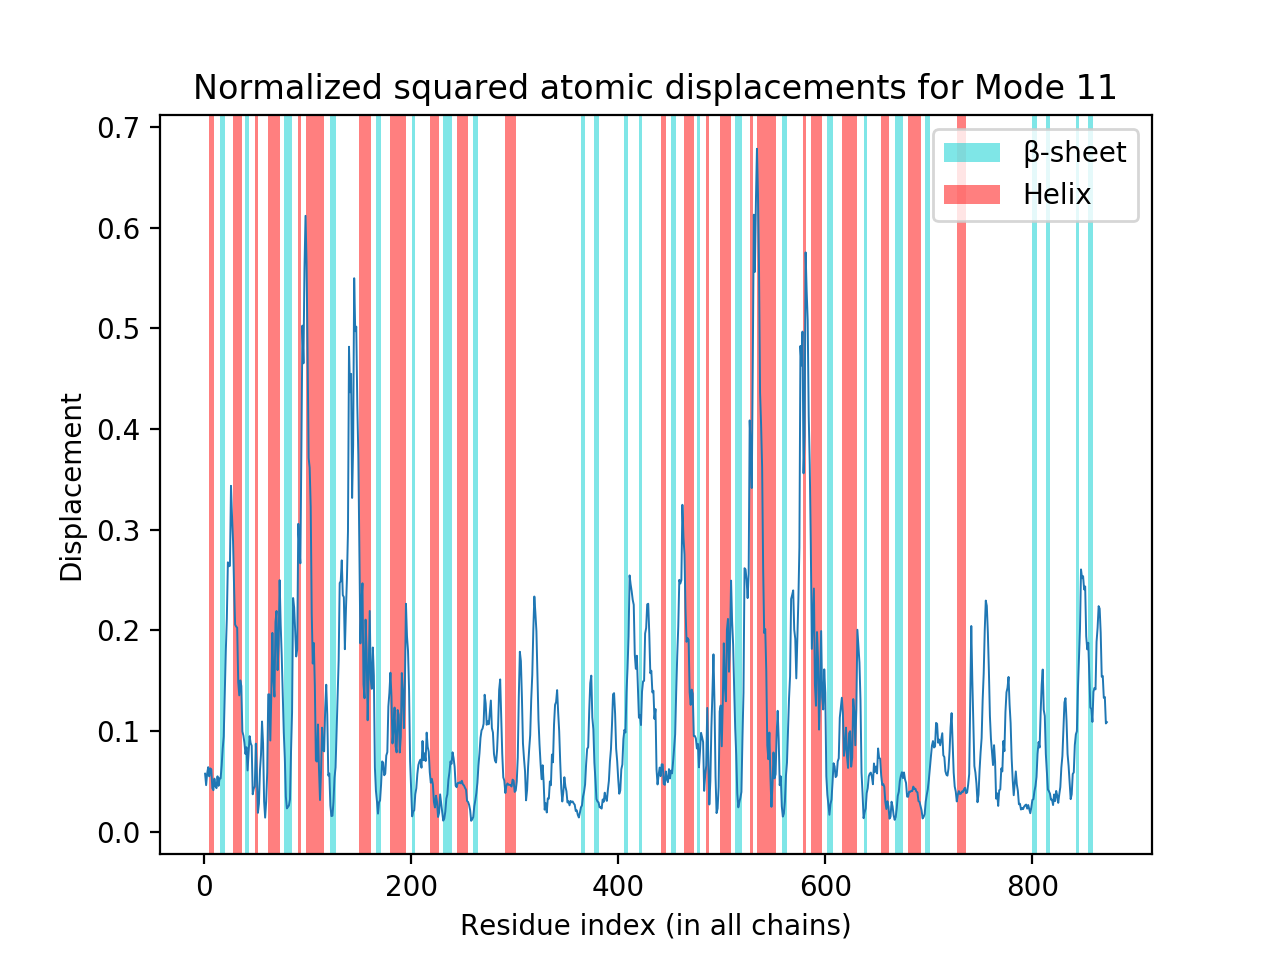 Normalized squared atomic displacements for Mode 11
0.7
0.6
0.5
0.4
0.3
0.2
0.1
0.0
Displacement
β-sheet
Helix
0 200 400 600 800
Residue index (in all chains)